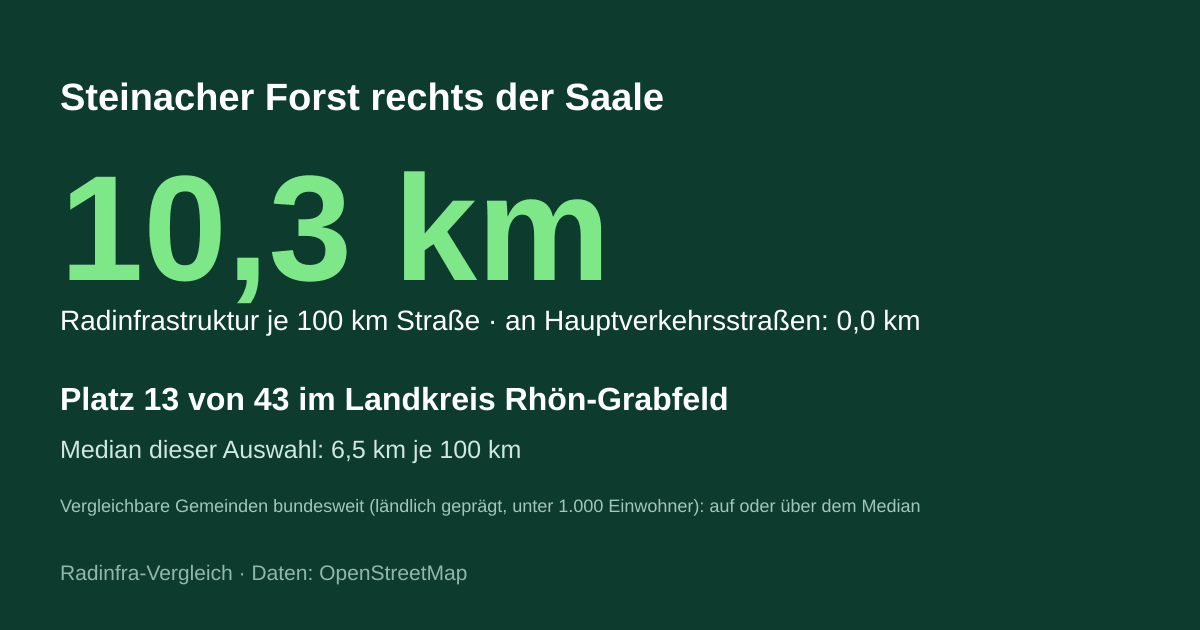 Steinacher Forst rechts der Saale
10,3 km
Radinfrastruktur je 100 km Straße · an Hauptverkehrsstraßen: 0,0 km
Platz 13 von 43 im Landkreis Rhön-Grabfeld
Median dieser Auswahl: 6,5 km je 100 km
Vergleichbare Gemeinden bundesweit (ländlich geprägt, unter 1.000 Einwohner): auf oder über dem Median
Radinfra-Vergleich · Daten: OpenStreetMap